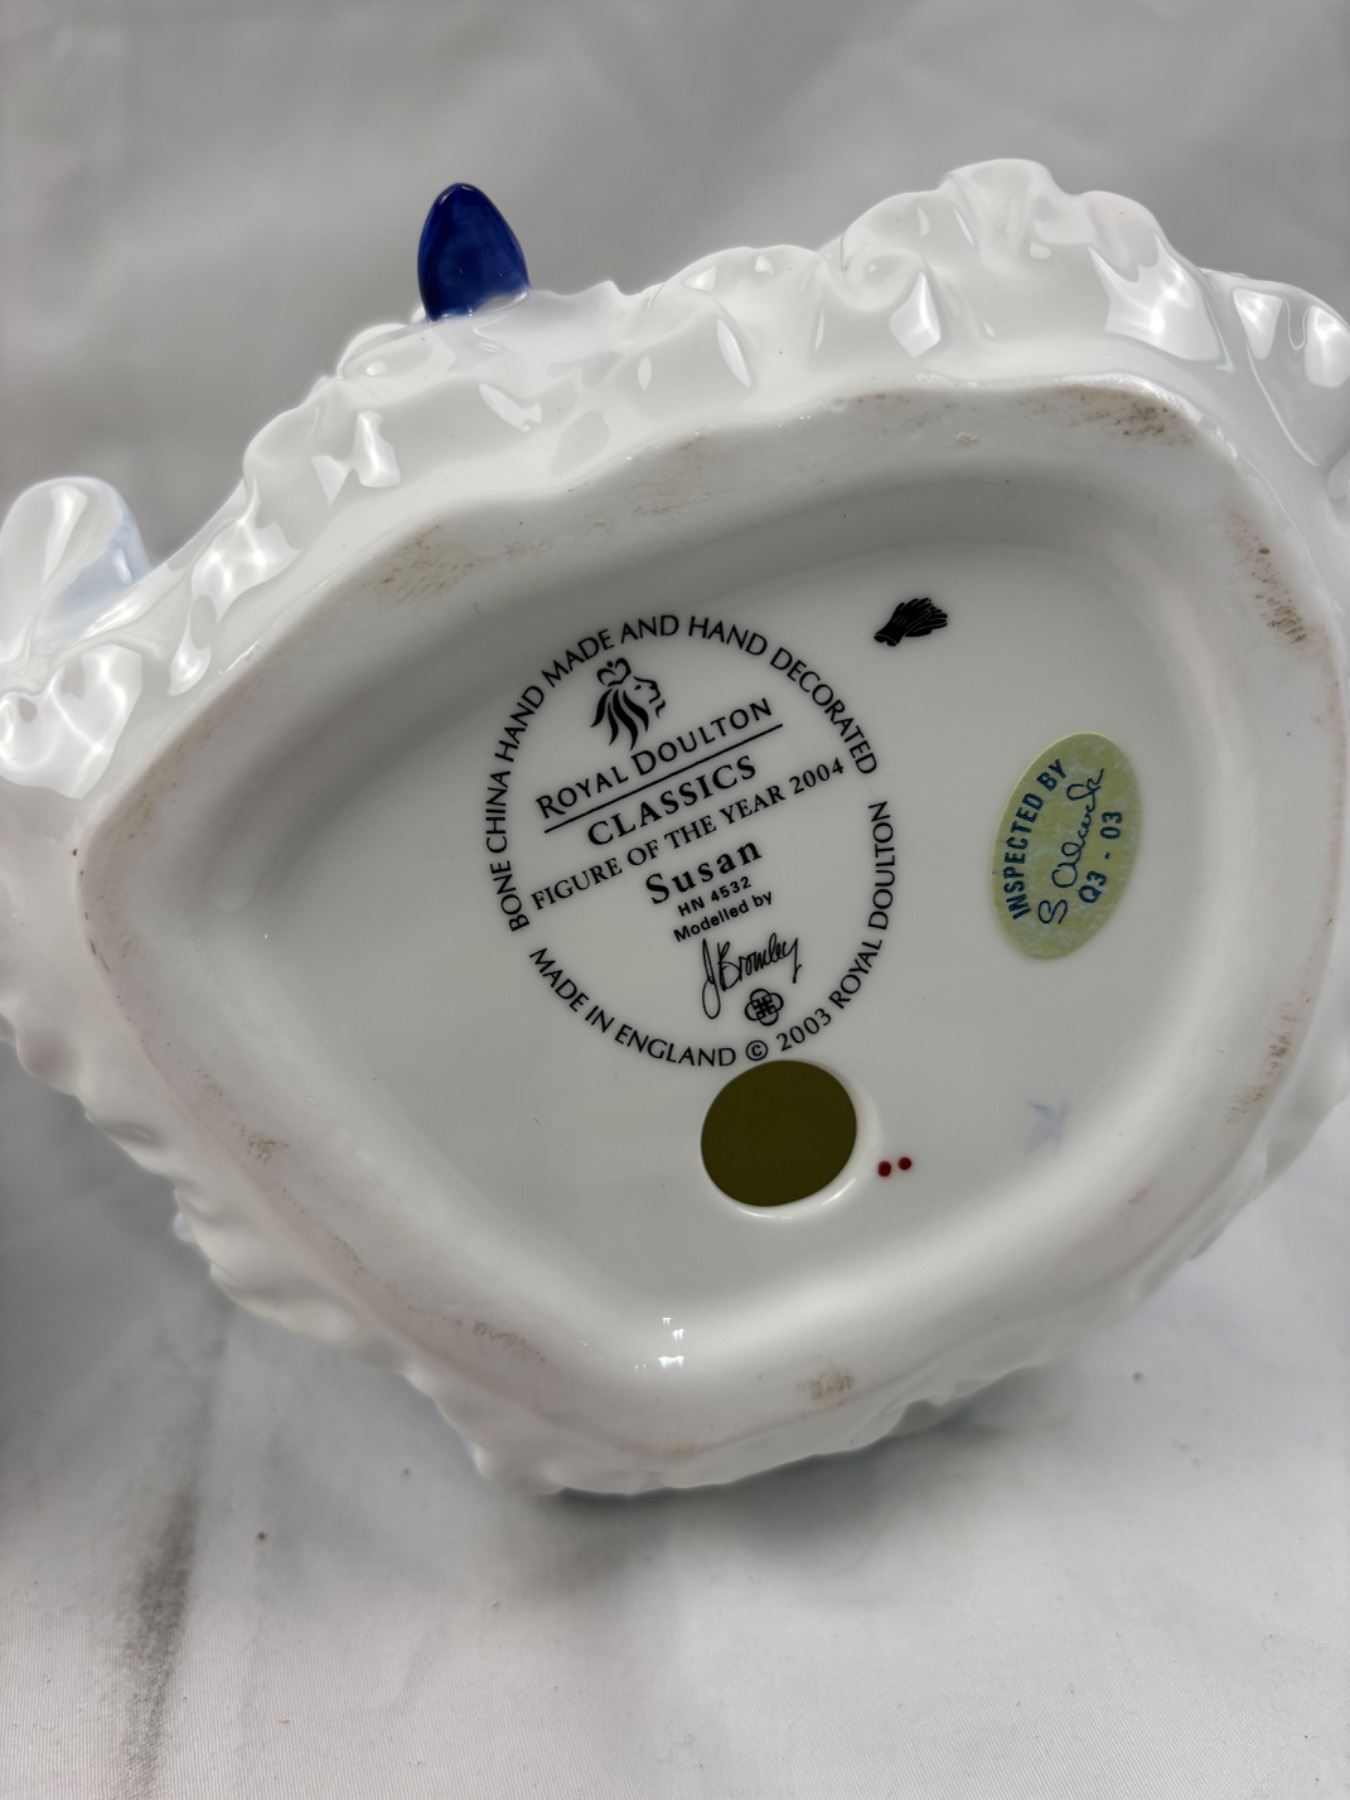 BONE CHINA HAND MADE AND HAND DECORATED
ROYAL DOULTON
CLASSICS
FIGURE OF THE YEAR 2004
Susan
HN 4532
Modelled by
J Bromley
MADE IN ENGLAND © 2003 ROYAL DOULTON
INSPECTED BY
S Alcock
Q3 - 03